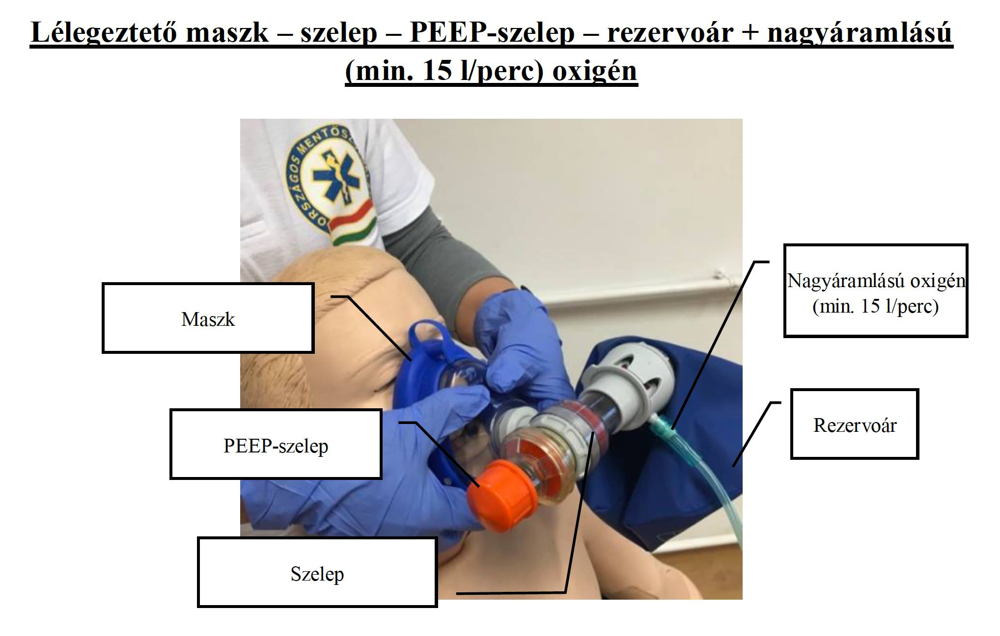 Lélegeztető maszk – szelep – PEEP-szelep – rezervoár + nagyáramlású
(min. 15 l/perc) oxigén
ORSZÁGOS
Nagyáramlású oxigén
(min. 15 l/perc)
Maszk
Rezervoár
PEEP-szelep
Szelep